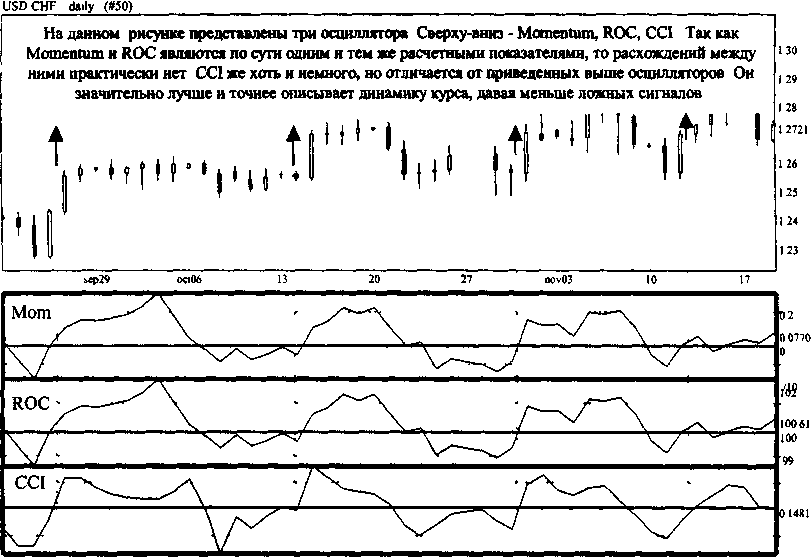 USD CHF daily (#50)
На данном рисунке представлены три осциллятора Сверху-вниз - Momentum, ROC, CCI Так как
Momentum и ROC являются по сути одним и тем же расчетными показателями, то расхождений между
ними практически нет CCI же хоть и немного, но отличается от приведенных выше осцилляторов Он
значительно лучше и точнее описывает динамику курса, давая меньше ложных сигналов
1 30
1 29
1 28
1 2721
1 26
1 25
1 24
1 23
sep29 oct06 13 20 27 nov03 10 17
Mom
0 2
0 0770
0
ROC
102
100 61
100
99
CCI
0 1481